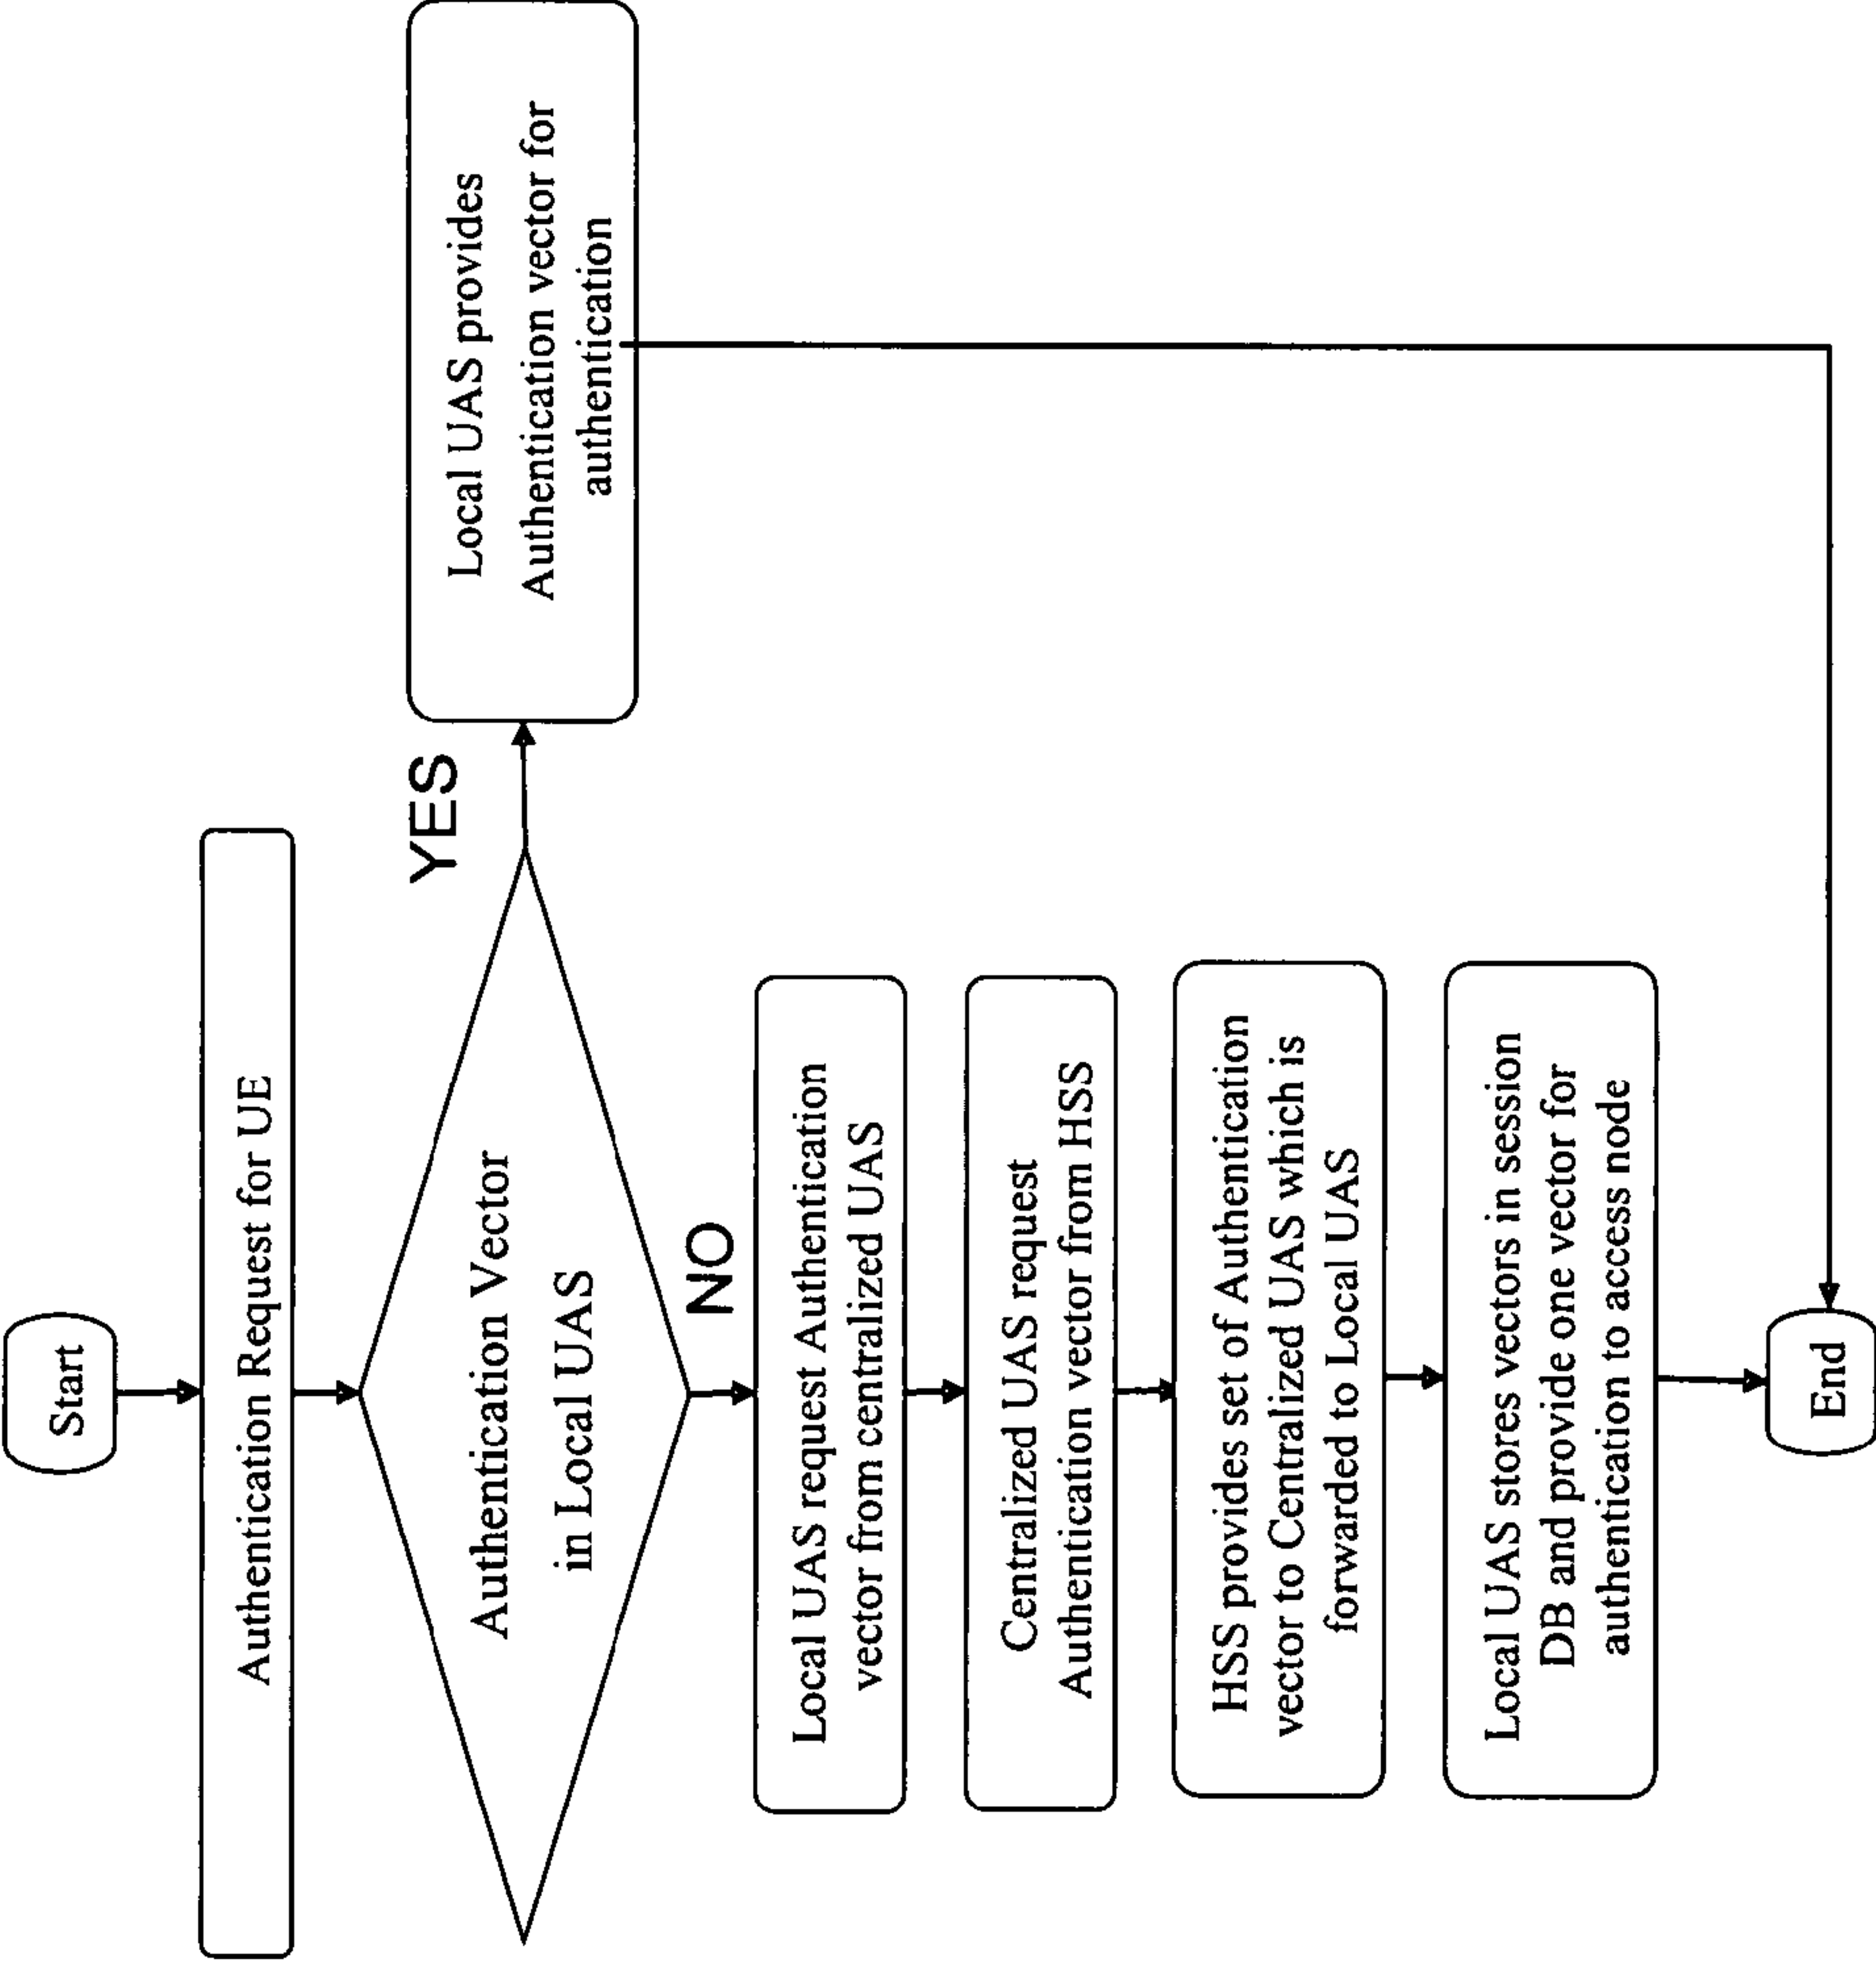 Start
Authentication Request for UE
Authentication Vector
in Local UAS
YES
Local UAS provides
Authentication vector for
authentication
NO
Local UAS request Authentication
vector from centralized UAS
Centralized UAS request
Authentication vector from HSS
HSS provides set of Authentication
vector to Centralized UAS which is
forwarded to Local UAS
Local UAS stores vectors in session
DB and provide one vector for
authentication to access node
End